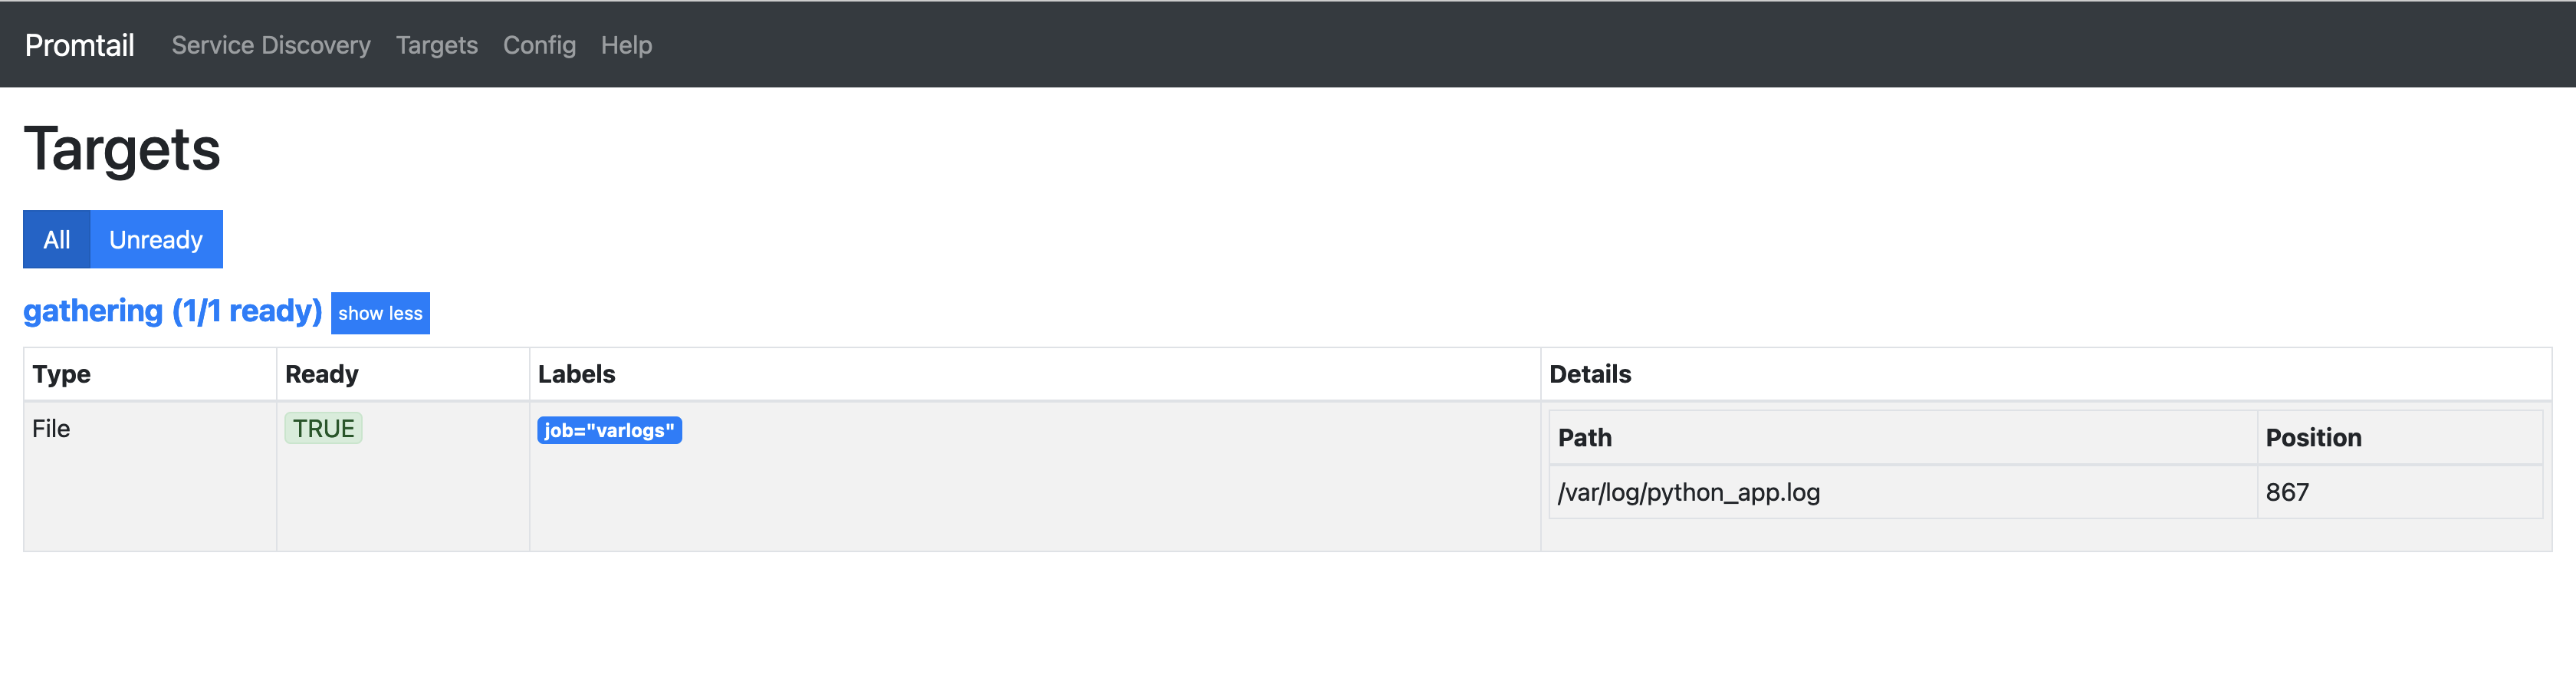 Promtail Service Discovery Targets Config Help
Targets
All Unready
gathering (1/1 ready) show less
Type Ready Labels Details
File TRUE job="varlogs" Path Position
/var/log/python_app.log 867